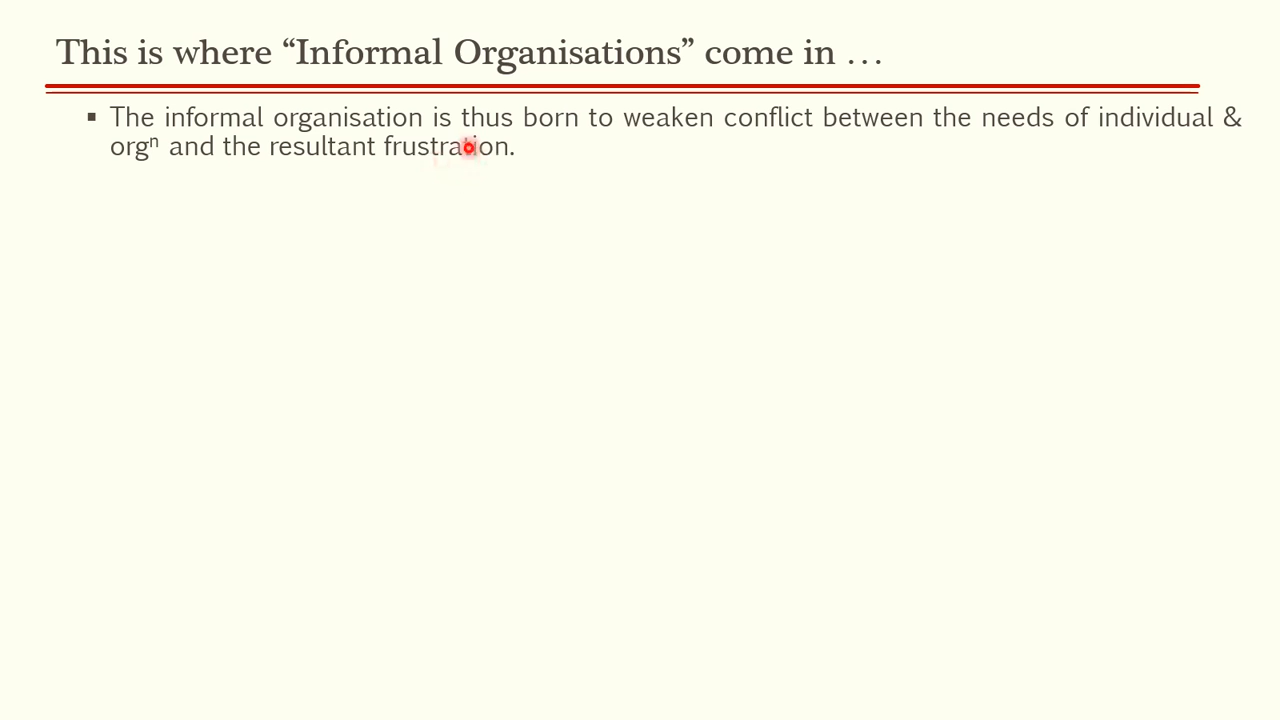 This is where “Informal Organisations” come in …
▪ The informal organisation is thus born to weaken conflict between the needs of individual &
orgⁿ and the resultant frustration.